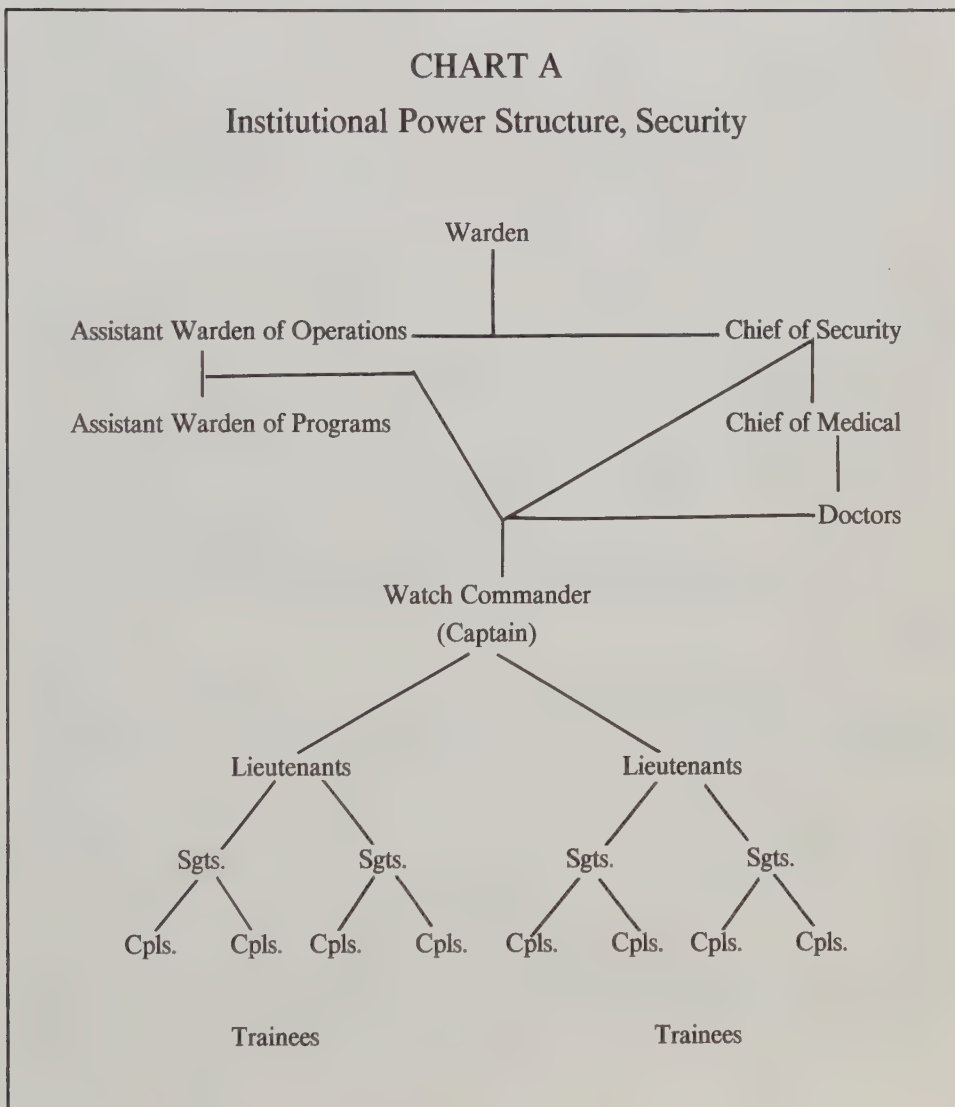 CHART A
Institutional Power Structure, Security
Warden
Assistant Warden of Operations Chief of Security
Assistant Warden of Programs Chief of Medical
Doctors
Watch Commander
(Captain)
Lieutenants Lieutenants
Sgts. Sgts. Sgts. Sgts.
Cpls. Cpls. Cpls. Cpls. Cpls. Cpls. Cpls. Cpls.
Trainees Trainees